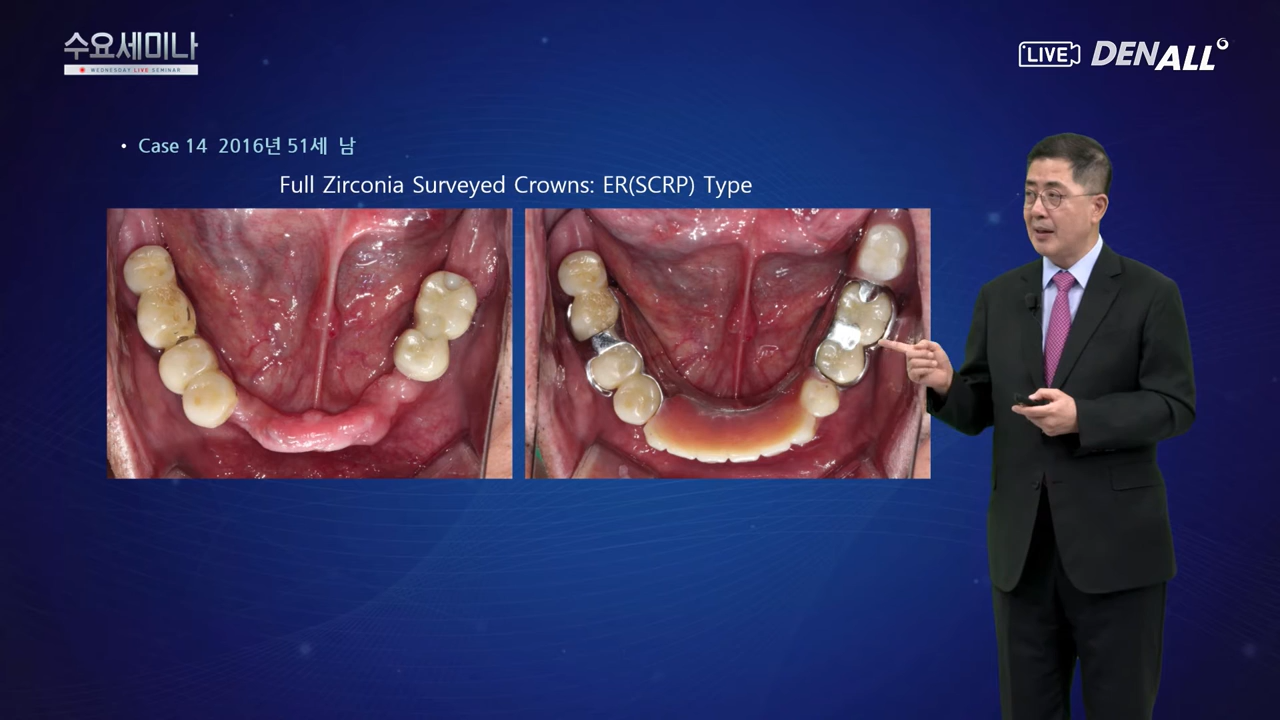 수요세미나
WEDNESDAY LIVE SEMINAR
LIVE
DENALL
• Case 14 2016년 51세 남
Full Zirconia Surveyed Crowns: ER(SCRP) Type